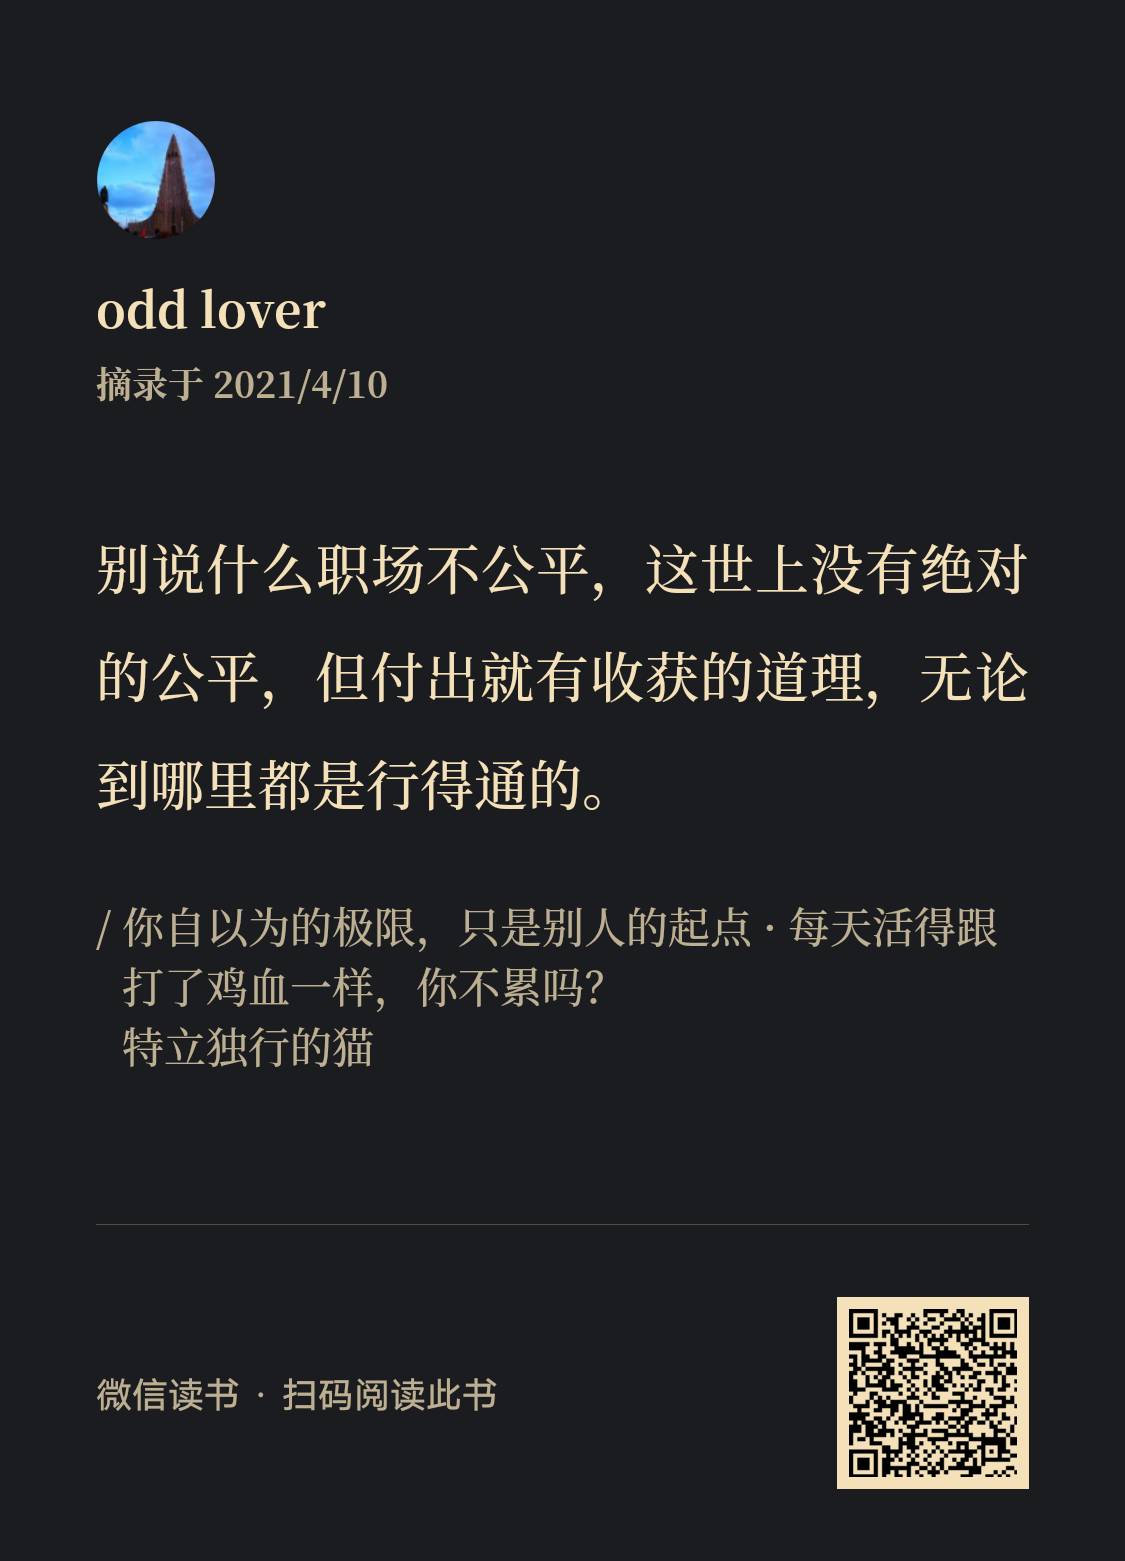 odd lover
摘录于 2021/4/10
别说什么职场不公平，这世上没有绝对
的公平，但付出就有收获的道理，无论
到哪里都是行得通的。
/ 你自以为的极限，只是别人的起点 · 每天活得跟
打了鸡血一样，你不累吗？
特立独行的猫
微信读书 · 扫码阅读此书